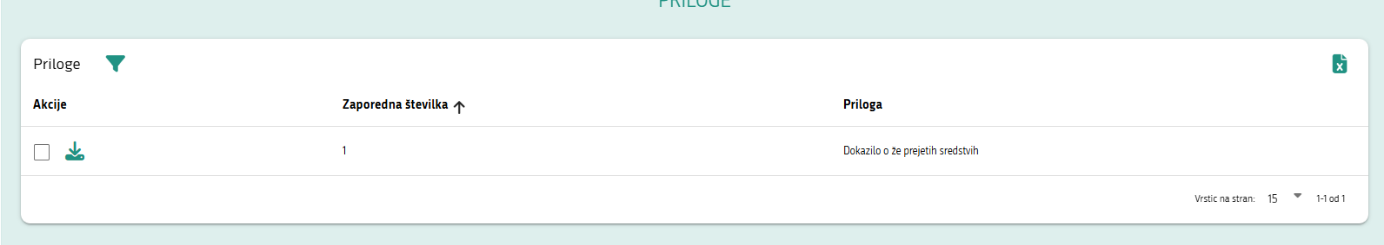 PRILOGE
Priloge
Akcije Zaporedna številka Priloga
1 Dokazilo o že prejetih sredstvih
Vrstic na stran: 15 1-1 od 1